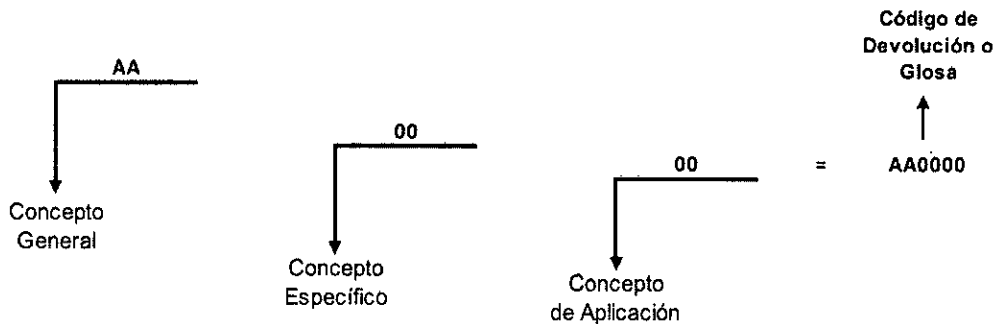 Código de
Devolución o
Glosa
AA
00
00
=
AA0000
Concepto
General
Concepto
Específico
Concepto
de Aplicación